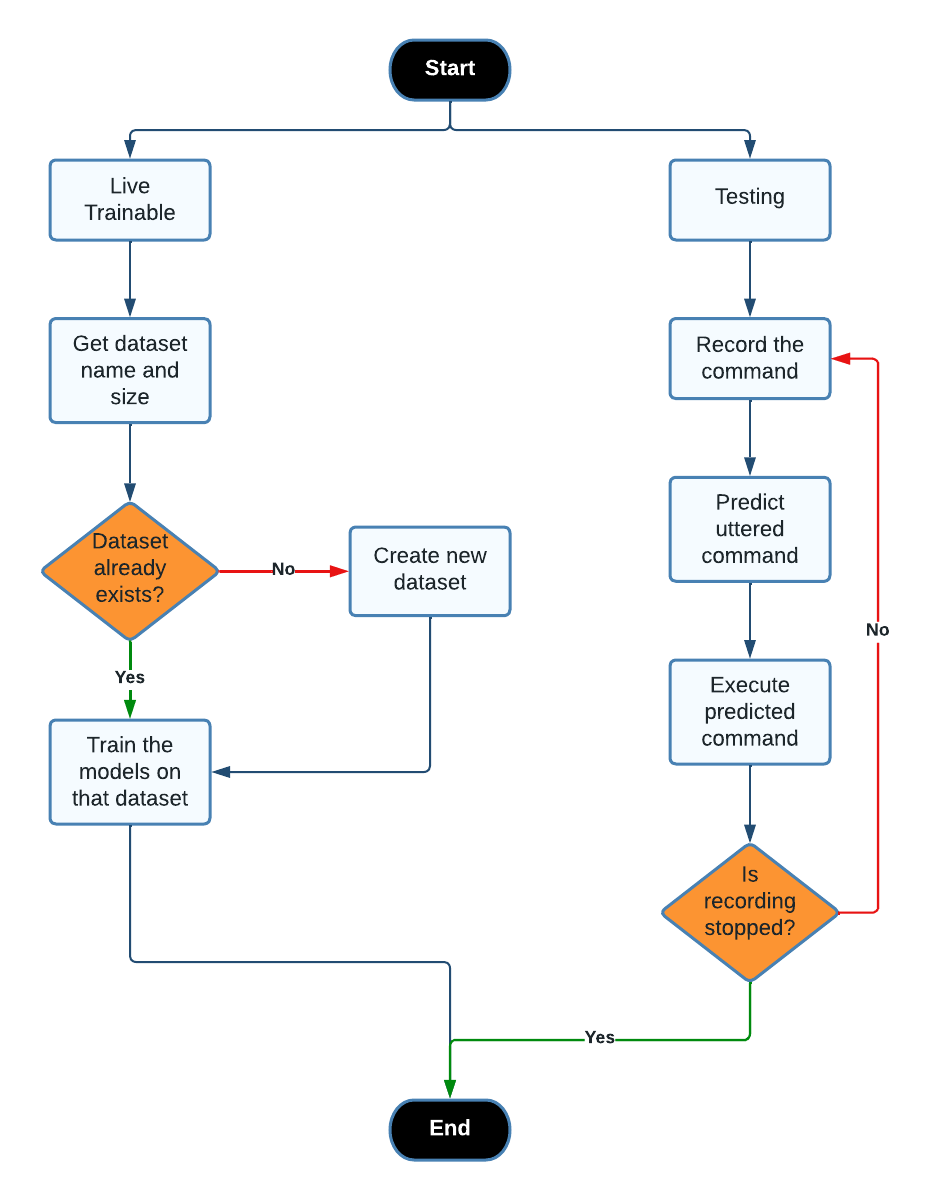 Start
Live
Trainable
Testing
Get dataset
name and
size
Record the
command
Predict
uttered
command
Dataset
already
exists?
No
Create new
dataset
No
Yes
Execute
predicted
command
Train the
models on
that dataset
Is
recording
stopped?
Yes
End